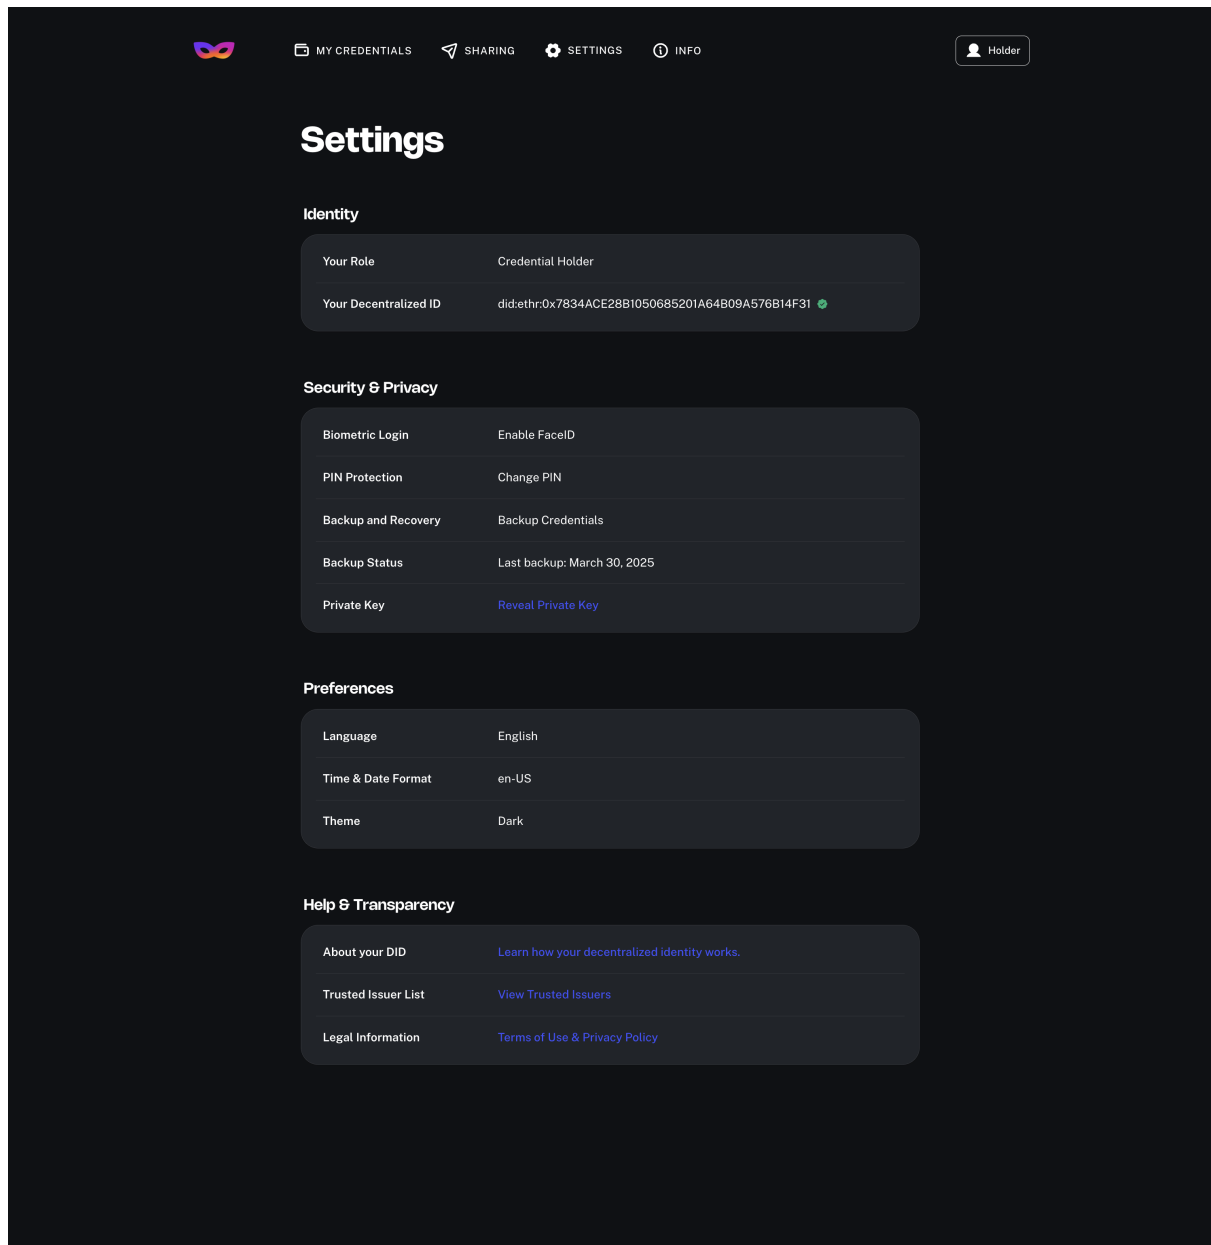 MY CREDENTIALS SHARING SETTINGS INFO Holder
Settings
Identity
Your Role Credential Holder
Your Decentralized ID did:ethr:0x7834ACE28B1050685201A64B09A576B14F31
Security & Privacy
Biometric Login Enable FaceID
PIN Protection Change PIN
Backup and Recovery Backup Credentials
Backup Status Last backup: March 30, 2025
Private Key Reveal Private Key
Preferences
Language English
Time & Date Format en-US
Theme Dark
Help & Transparency
About your DID Learn how your decentralized identity works.
Trusted Issuer List View Trusted Issuers
Legal Information Terms of Use & Privacy Policy